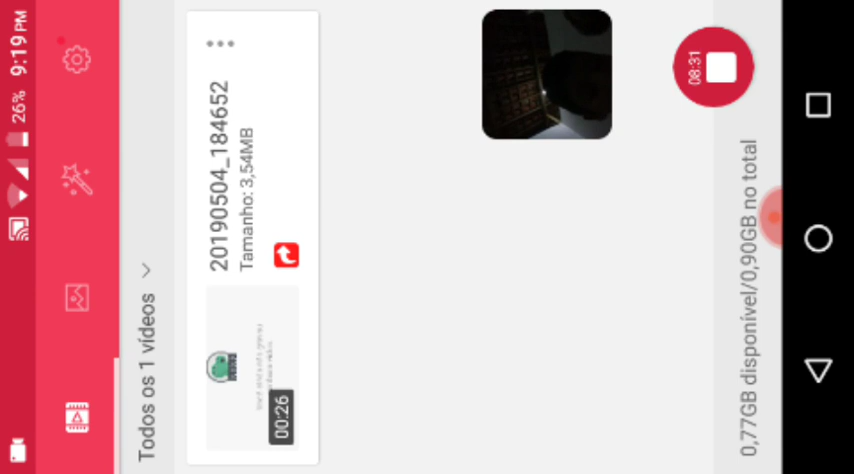 26% 9:19 PM
Todos os 1 vídeos
20190504_184652
Tamanho: 3,54MB
00:26
08:31
0,77GB disponível/0,90GB no total